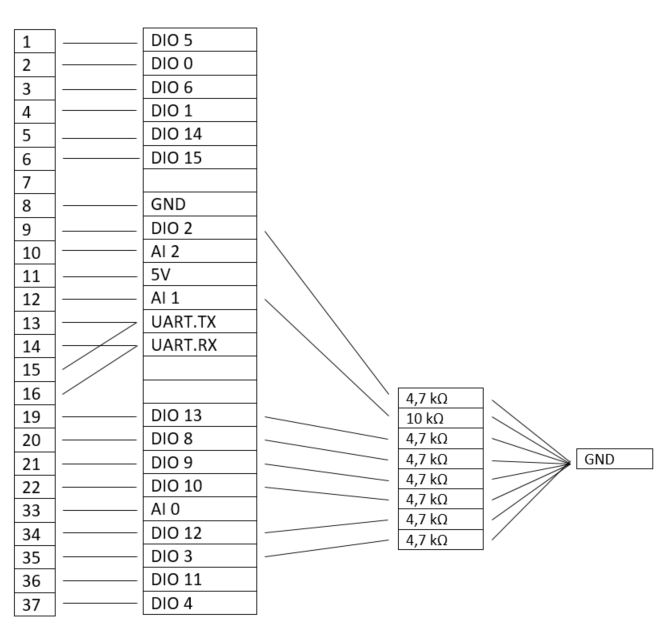 1 DIO 5
2 DIO 0
3 DIO 6
4 DIO 1
5 DIO 14
6 DIO 15
7
8 GND
9 DIO 2
10 AI 2
11 5V
12 AI 1
13 UART.TX
14 UART.RX
15
16
19 DIO 13
20 DIO 8
21 DIO 9
22 DIO 10
33 AI 0
34 DIO 12
35 DIO 3
36 DIO 11
37 DIO 4
4,7 kΩ
10 kΩ
4,7 kΩ
4,7 kΩ
4,7 kΩ
4,7 kΩ
4,7 kΩ
4,7 kΩ
GND